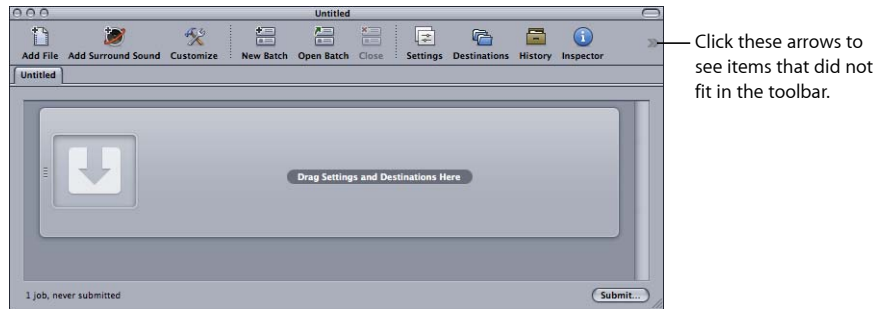 Untitled
Add File Add Surround Sound Customize New Batch Open Batch Close Settings Destinations History Inspector
Untitled
Drag Settings and Destinations Here
1 job, never submitted
Submit...
Click these arrows to
see items that did not
fit in the toolbar.